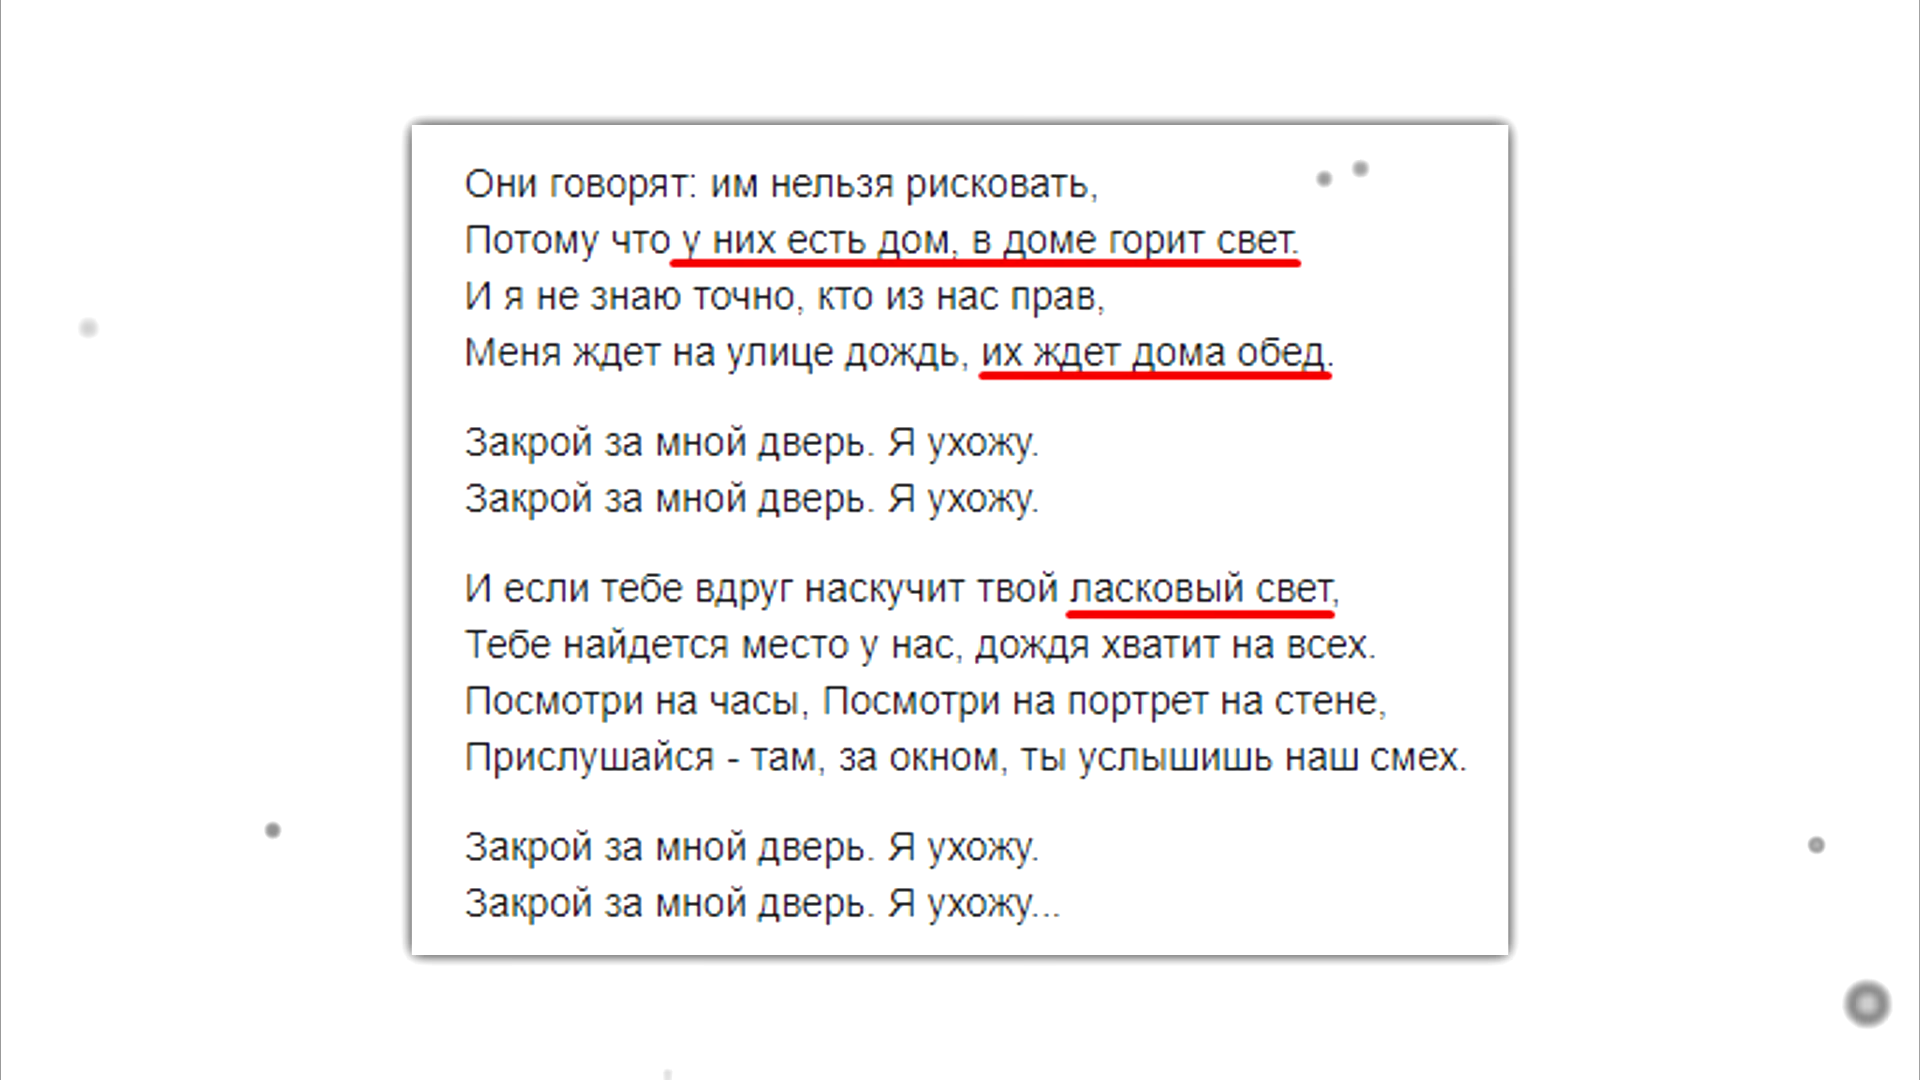 Они говорят: им нельзя рисковать,
Потому что у них есть дом, в доме горит свет.
И я не знаю точно, кто из нас прав,
Меня ждет на улице дождь, их ждет дома обед.
Закрой за мной дверь. Я ухожу.
Закрой за мной дверь. Я ухожу.
И если тебе вдруг наскучит твой ласковый свет,
Тебе найдется место у нас, дождя хватит на всех.
Посмотри на часы, Посмотри на портрет на стене,
Прислушайся - там, за окном, ты услышишь наш смех.
Закрой за мной дверь. Я ухожу.
Закрой за мной дверь. Я ухожу...